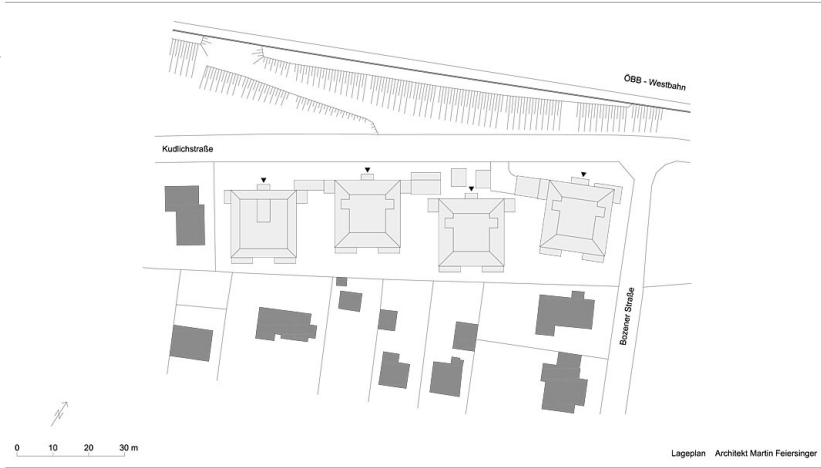 ÖBB - Westbahn
Kudlichstraße
Bozener Straße
N
0 10 20 30 m
Lageplan Architekt Martin Feiersinger